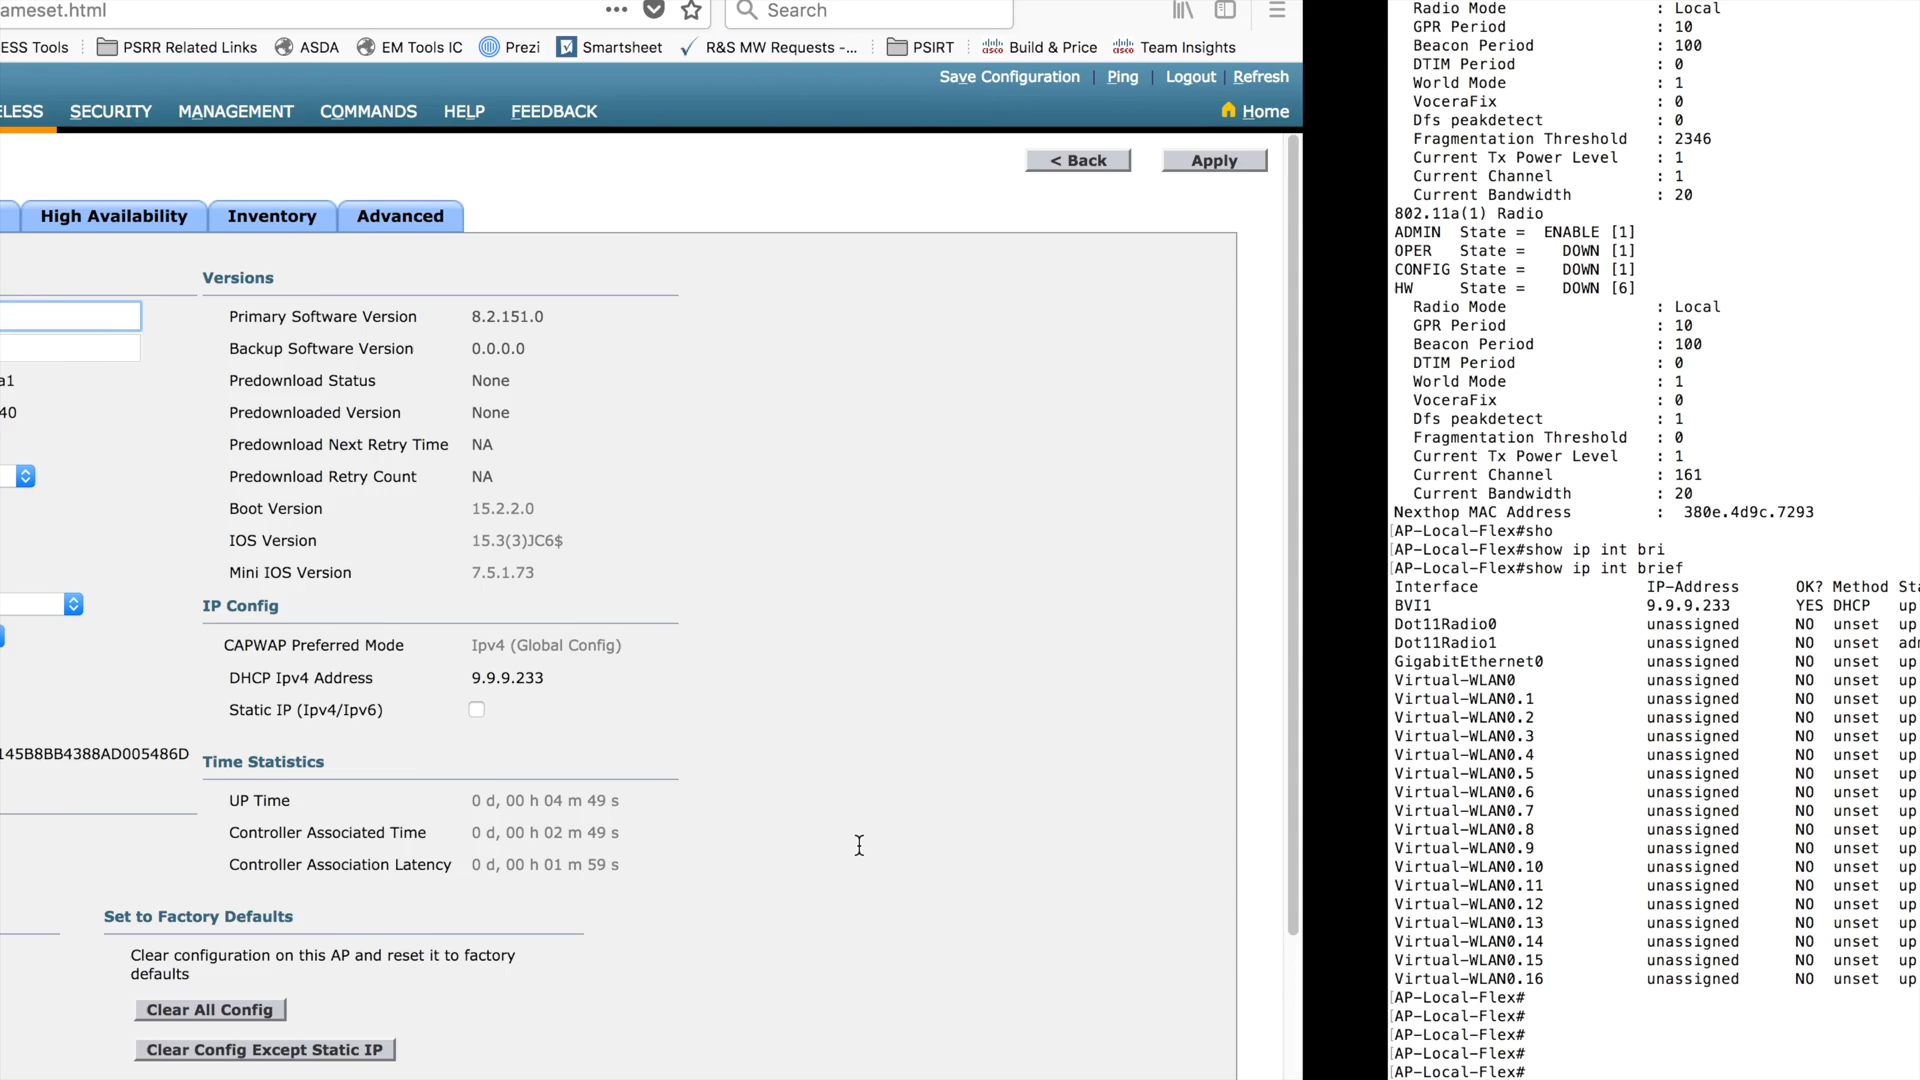 ameset.html
Search
ESS Tools
PSRR Related Links
ASDA
EM Tools IC
Prezi
Smartsheet
R&S MW Requests -...
PSIRT
Build & Price
Team Insights
Save Configuration | Ping | Logout | Refresh
ELESS SECURITY MANAGEMENT COMMANDS HELP FEEDBACK
Home
< Back
Apply
High Availability
Inventory
Advanced
Versions
Primary Software Version 8.2.151.0
Backup Software Version 0.0.0.0
a1
Predownload Status None
40
Predownloaded Version None
Predownload Next Retry Time NA
Predownload Retry Count NA
Boot Version 15.2.2.0
IOS Version 15.3(3)JC6$
Mini IOS Version 7.5.1.73
IP Config
CAPWAP Preferred Mode Ipv4 (Global Config)
DHCP Ipv4 Address 9.9.9.233
Static IP (Ipv4/Ipv6)
145B8BB4388AD005486D
Time Statistics
UP Time 0 d, 00 h 04 m 49 s
Controller Associated Time 0 d, 00 h 02 m 49 s
Controller Association Latency 0 d, 00 h 01 m 59 s
Set to Factory Defaults
Clear configuration on this AP and reset it to factory
defaults
Clear All Config
Clear Config Except Static IP
Radio Mode : Local
GPR Period : 10
Beacon Period : 100
DTIM Period : 0
World Mode : 1
VoceraFix : 0
Dfs peakdetect : 0
Fragmentation Threshold : 2346
Current Tx Power Level : 1
Current Channel : 1
Current Bandwidth : 20
802.11a(1) Radio
ADMIN State = ENABLE [1]
OPER State = DOWN [1]
CONFIG State = DOWN [1]
HW State = DOWN [6]
Radio Mode : Local
GPR Period : 10
Beacon Period : 100
DTIM Period : 0
World Mode : 1
VoceraFix : 0
Dfs peakdetect : 1
Fragmentation Threshold : 0
Current Tx Power Level : 1
Current Channel : 161
Current Bandwidth : 20
Nexthop MAC Address : 380e.4d9c.7293
[AP-Local-Flex#sho
[AP-Local-Flex#show ip int bri
[AP-Local-Flex#show ip int brief
Interface IP-Address OK? Method Sta
BVI1 9.9.9.233 YES DHCP up
Dot11Radio0 unassigned NO unset up
Dot11Radio1 unassigned NO unset adm
GigabitEthernet0 unassigned NO unset up
Virtual-WLAN0 unassigned NO unset up
Virtual-WLAN0.1 unassigned NO unset up
Virtual-WLAN0.2 unassigned NO unset up
Virtual-WLAN0.3 unassigned NO unset up
Virtual-WLAN0.4 unassigned NO unset up
Virtual-WLAN0.5 unassigned NO unset up
Virtual-WLAN0.6 unassigned NO unset up
Virtual-WLAN0.7 unassigned NO unset up
Virtual-WLAN0.8 unassigned NO unset up
Virtual-WLAN0.9 unassigned NO unset up
Virtual-WLAN0.10 unassigned NO unset up
Virtual-WLAN0.11 unassigned NO unset up
Virtual-WLAN0.12 unassigned NO unset up
Virtual-WLAN0.13 unassigned NO unset up
Virtual-WLAN0.14 unassigned NO unset up
Virtual-WLAN0.15 unassigned NO unset up
Virtual-WLAN0.16 unassigned NO unset up
[AP-Local-Flex#
[AP-Local-Flex#
[AP-Local-Flex#
[AP-Local-Flex#
[AP-Local-Flex#